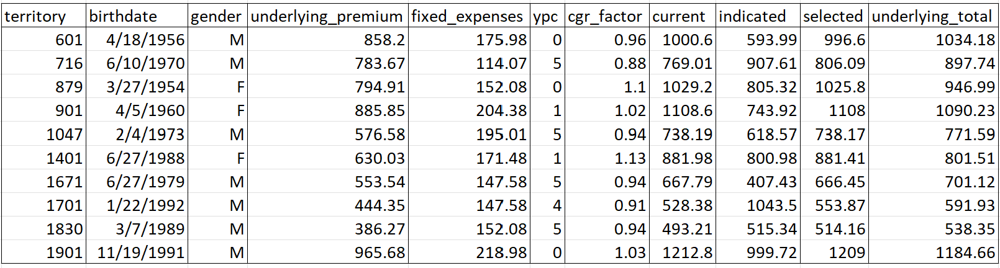 territory birthdate gender underlying_premium fixed_expenses ypc cgr_factor current indicated selected underlying_total
601 4/18/1956 M 858.2 175.98 0 0.96 1000.6 593.99 996.6 1034.18
716 6/10/1970 M 783.67 114.07 5 0.88 769.01 907.61 806.09 897.74
879 3/27/1954 F 794.91 152.08 0 1.1 1029.2 805.32 1025.8 946.99
901 4/5/1960 F 885.85 204.38 1 1.02 1108.6 743.92 1108 1090.23
1047 2/4/1973 M 576.58 195.01 5 0.94 738.19 618.57 738.17 771.59
1401 6/27/1988 F 630.03 171.48 1 1.13 881.98 800.98 881.41 801.51
1671 6/27/1979 M 553.54 147.58 5 0.94 667.79 407.43 666.45 701.12
1701 1/22/1992 M 444.35 147.58 4 0.91 528.38 1043.5 553.87 591.93
1830 3/7/1989 M 386.27 152.08 5 0.94 493.21 515.34 514.16 538.35
1901 11/19/1991 M 965.68 218.98 0 1.03 1212.8 999.72 1209 1184.66